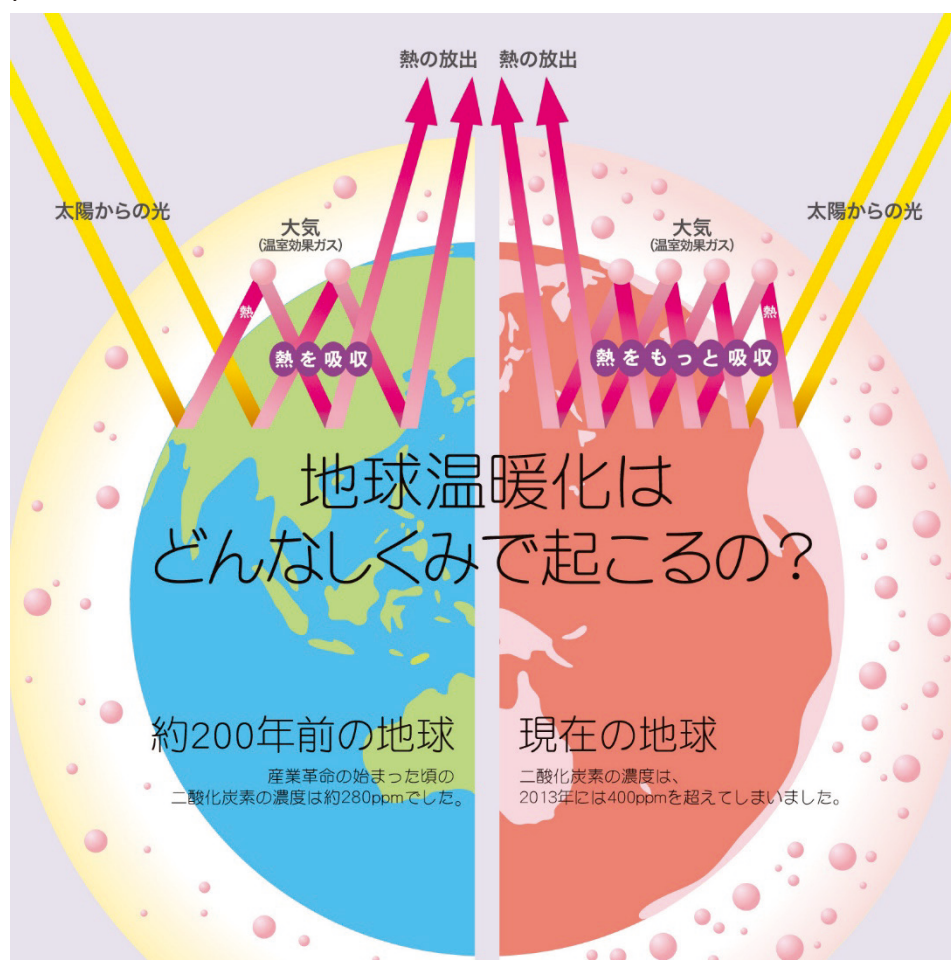 熱の放出
熱の放出
太陽からの光
大気
(温室効果ガス)
大気
(温室効果ガス)
太陽からの光
熱
熱
熱を吸収
熱をもっと吸収
地球温暖化は
どんなしくみで起こるの?
約200年前の地球
産業革命の始まった頃の
二酸化炭素の濃度は約280ppmでした。
現在の地球
二酸化炭素の濃度は、
2013年には400ppmを超えてしまいました。